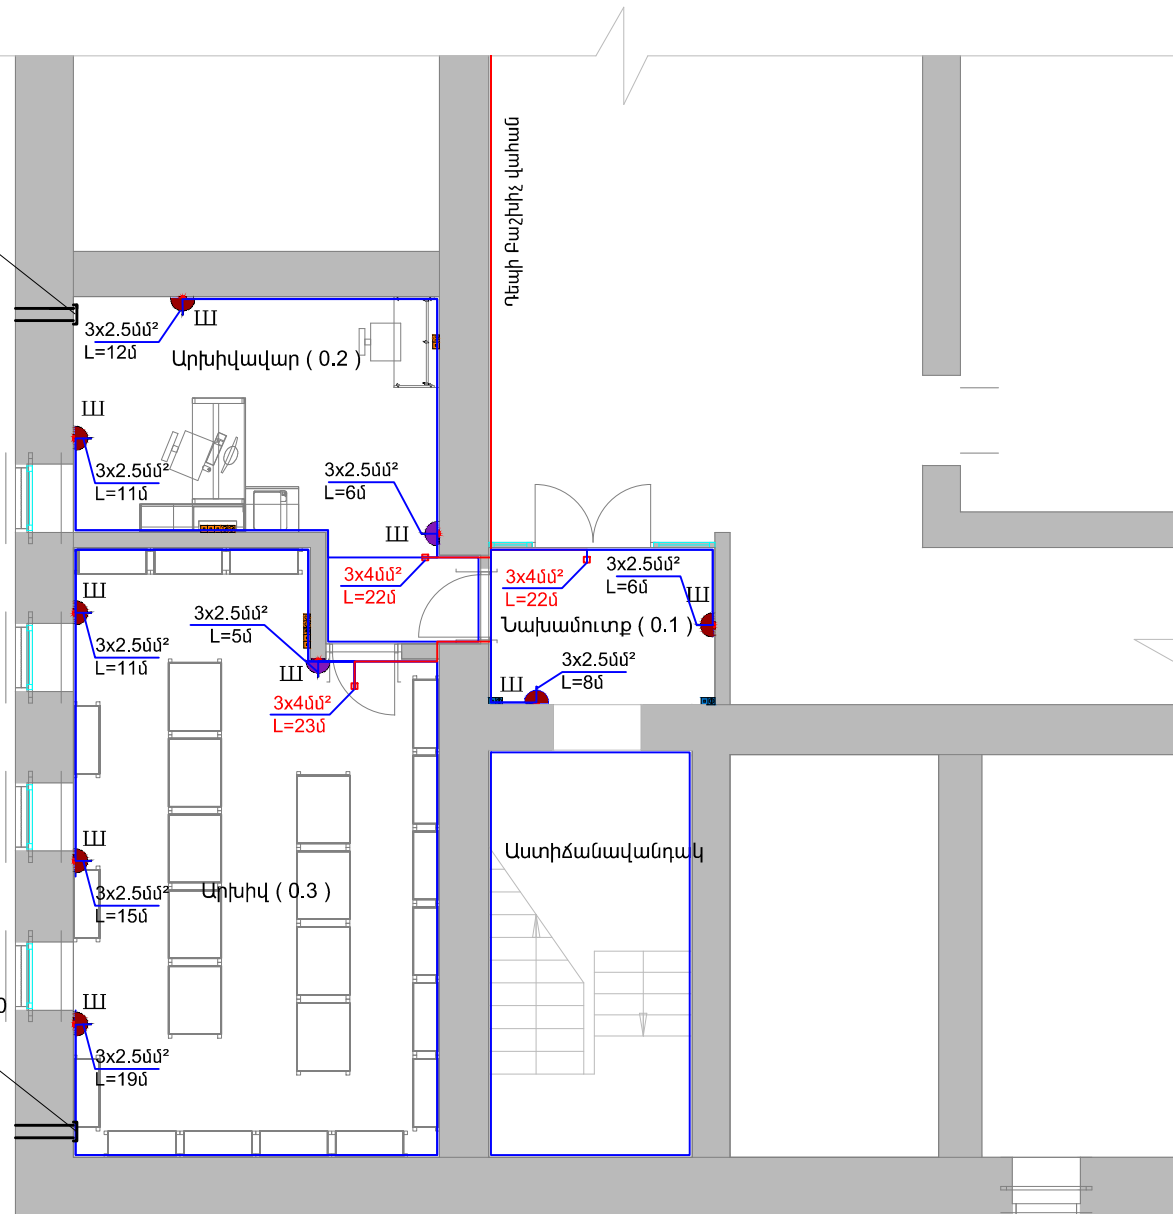 Դեպի Բաշխիչ վահան
Ш
3x2.5մմ²
L=12մ
Արխիվավար ( 0.2 )
Ш
3x2.5մմ²
L=11մ
3x2.5մմ²
L=6մ
Ш
3x4մմ²
L=22մ
3x4մմ²
L=22մ
3x2.5մմ²
L=6մ
Ш
Նախամուտք ( 0.1 )
Ш
3x2.5մմ²
L=11մ
3x2.5մմ²
L=5մ
Ш
3x2.5մմ²
L=8մ
Ш
3x4մմ²
L=23մ
Ш
3x2.5մմ²
L=15մ
Արխիվ ( 0.3 )
Աստիճանավանդակ
0
Ш
3x2.5մմ²
L=19մ